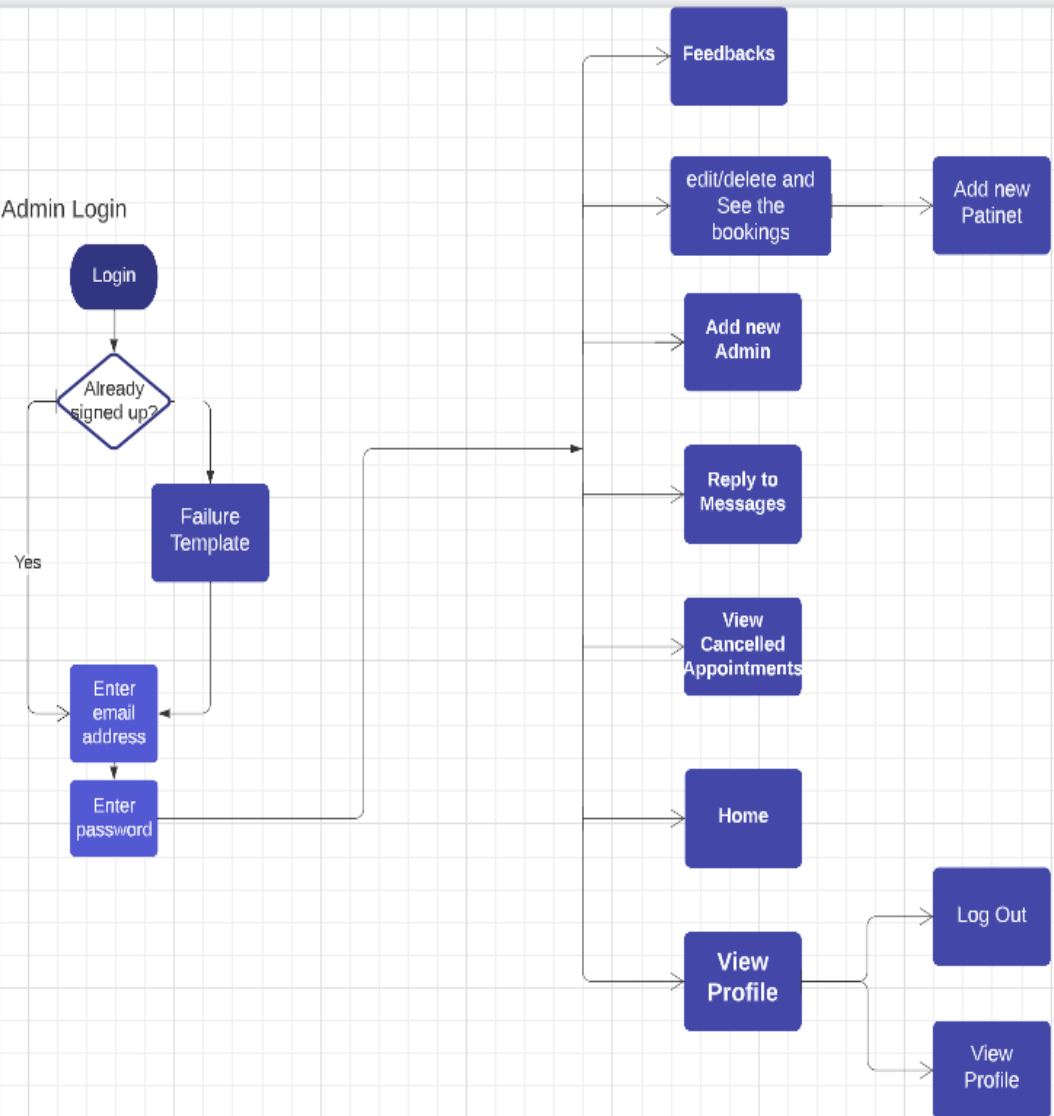 Admin Login
Login
Already
signed up?
Yes
Failure
Template
Enter
email
address
Enter
password
Feedbacks
edit/delete and
See the
bookings
Add new
Patinet
Add new
Admin
Reply to
Messages
View
Cancelled
Appointments
Home
View
Profile
Log Out
View
Profile